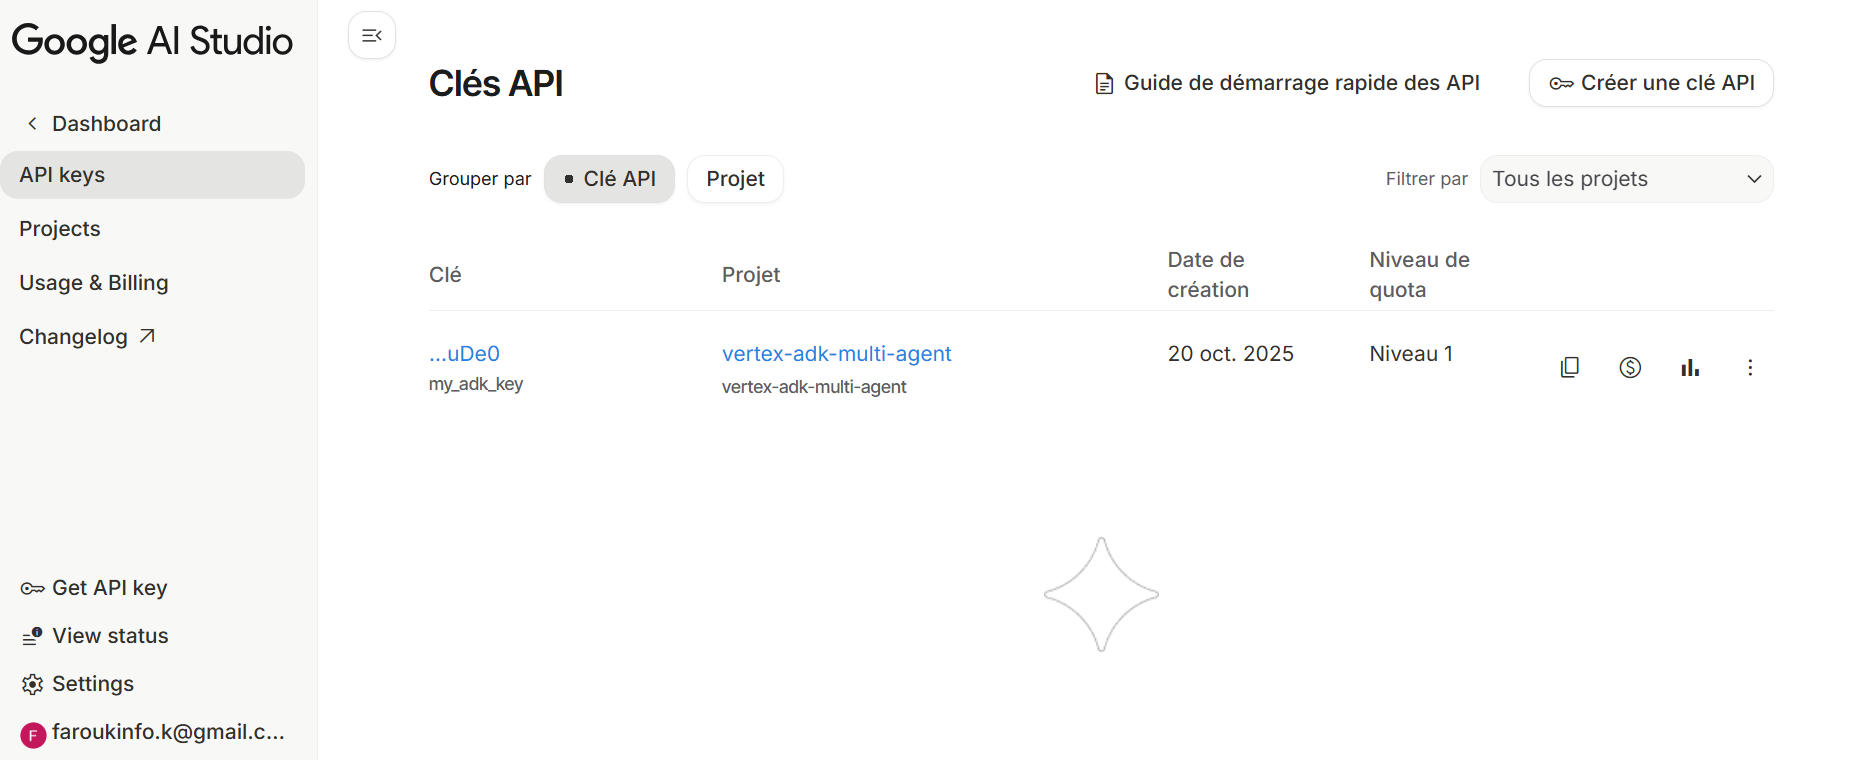 Google AI Studio
Dashboard
API keys
Projects
Usage & Billing
Changelog
Get API key
View status
Settings
F faroukinfo.k@gmail.c...
Clés API
Guide de démarrage rapide des API
Créer une clé API
Grouper par Clé API Projet
Filtrer par Tous les projets
Clé Projet Date de création Niveau de quota
...uDe0 vertex-adk-multi-agent 20 oct. 2025 Niveau 1
my_adk_key vertex-adk-multi-agent